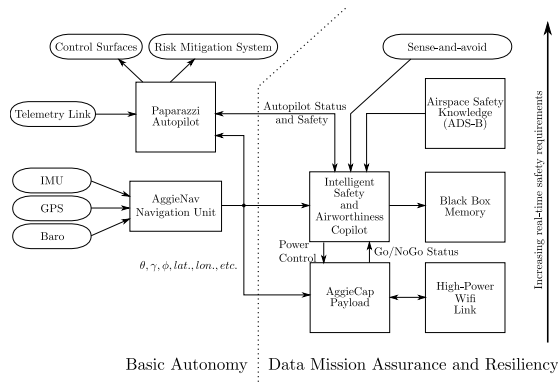 Control Surfaces
Risk Mitigation System
Sense-and-avoid
Telemetry Link
Paparazzi
Autopilot
Autopilot Status
and Safety
Airspace Safety
Knowledge
(ADS-B)
IMU
GPS
Baro
AggieNav
Navigation Unit
Intelligent
Safety
and
Airworthiness
Copilot
Black Box
Memory
Power
Control
Go/NoGo Status
θ, γ, ϕ, lat., lon., etc.
AggieCap
Payload
High-Power
Wifi
Link
Basic Autonomy
Data Mission Assurance and Resiliency
Increasing real-time safety requirements